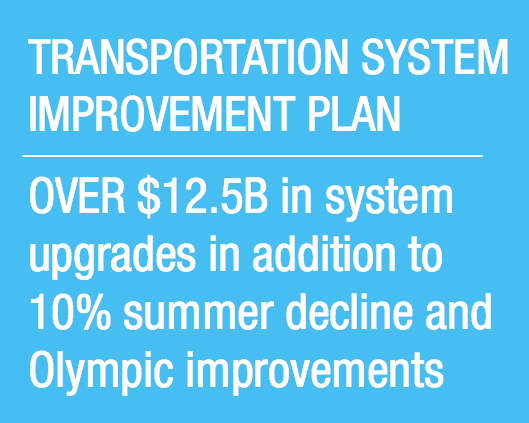 TRANSPORTATION SYSTEM
IMPROVEMENT PLAN
OVER $12.5B in system
upgrades in addition to
10% summer decline and
Olympic improvements